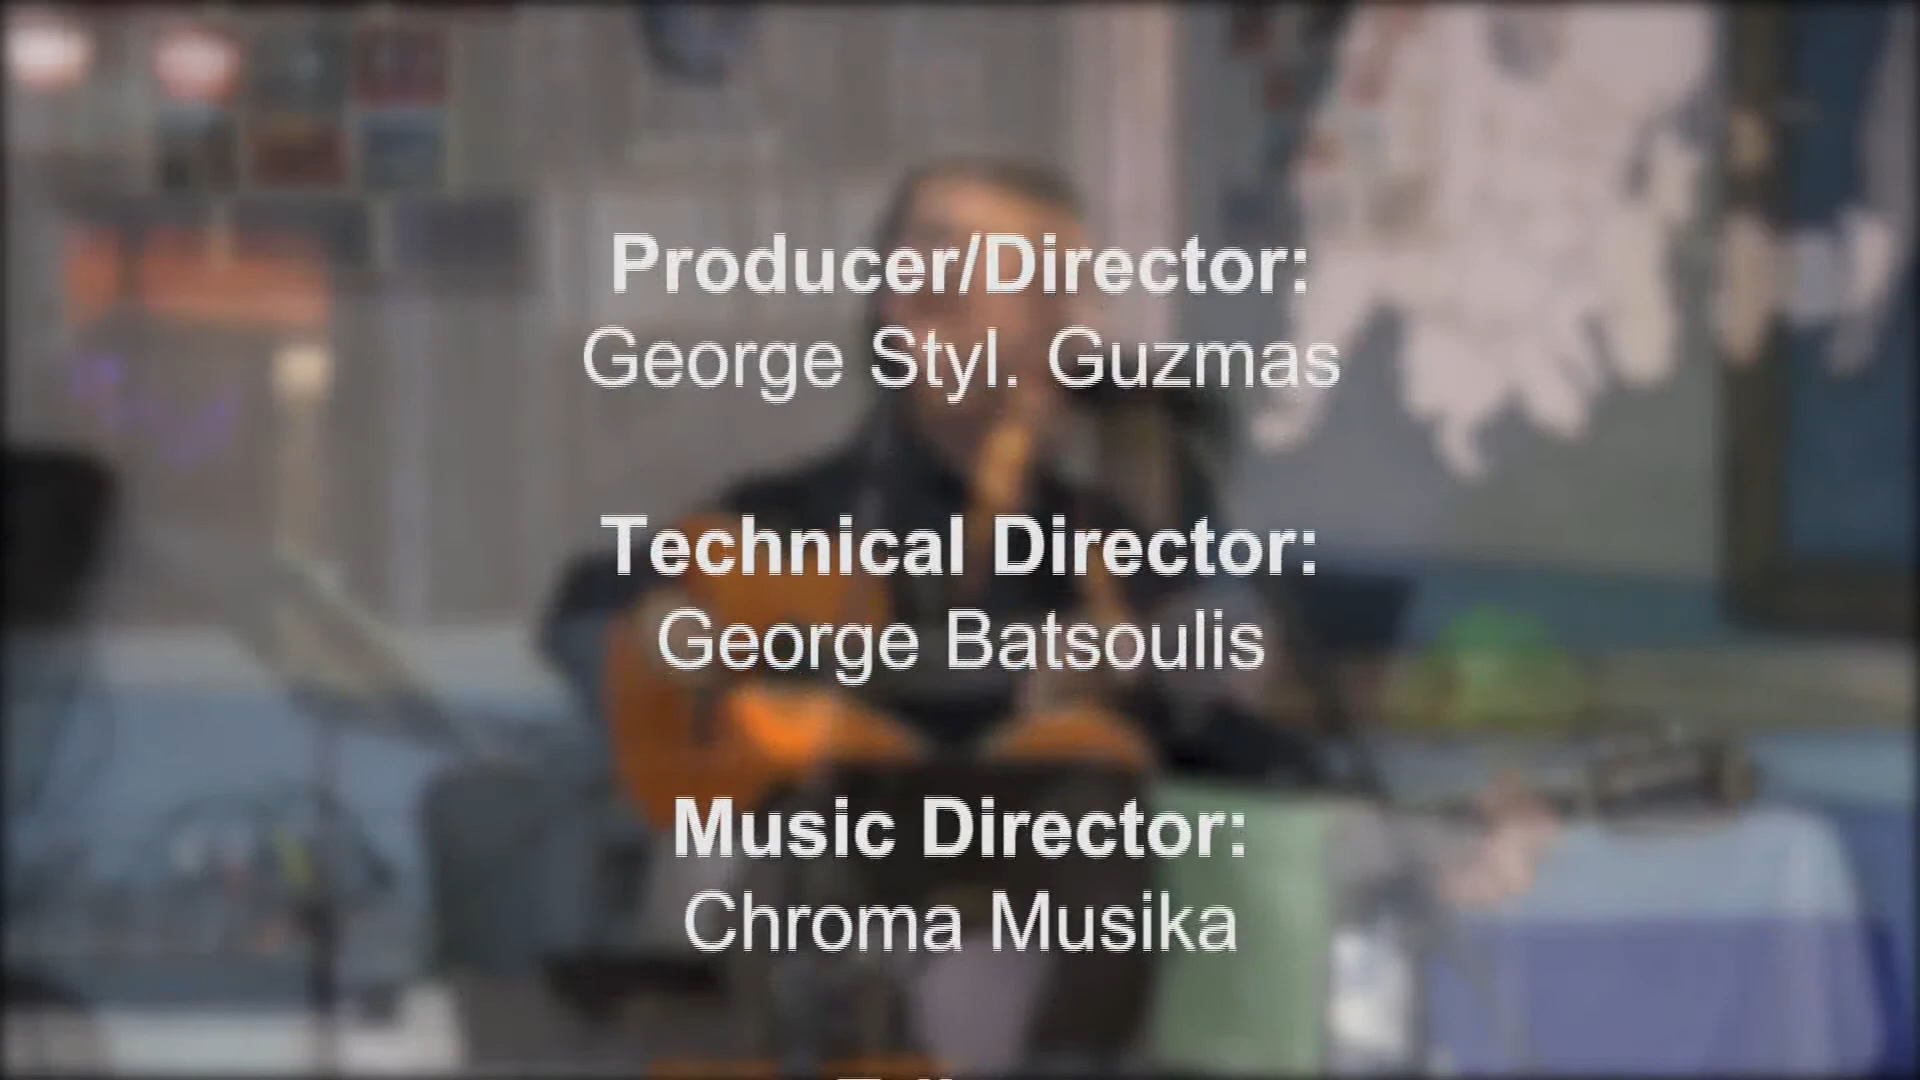 Producer/Director:
George Styl. Guzmas
Technical Director:
George Batsoulis
Music Director:
Chroma Musika